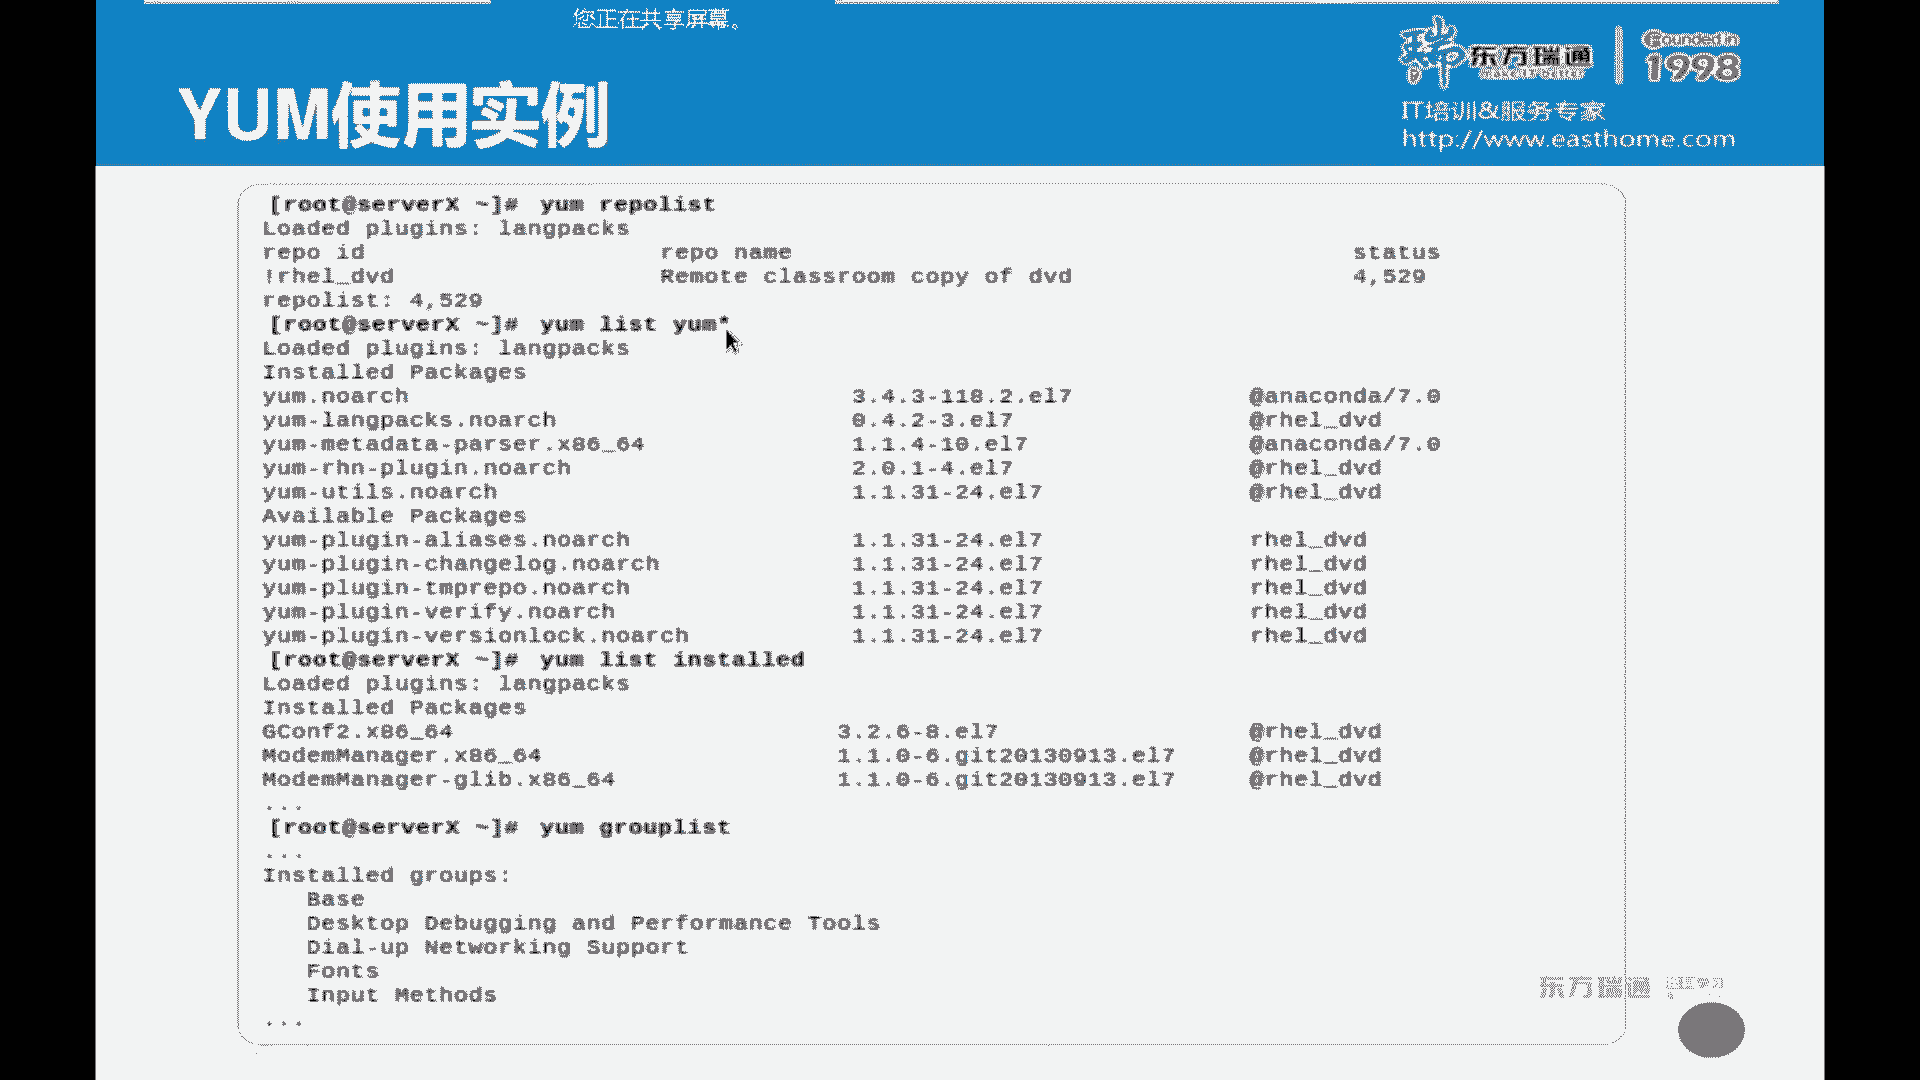 您正在共享屏幕。
东方瑞通
Founded in
1998
IT培训&服务专家
http://www.easthome.com
YUM使用实例
[root@serverX ~]# yum repolist
Loaded plugins: langpacks
repo id repo name status
!rhel_dvd Remote classroom copy of dvd 4,529
repolist: 4,529
[root@serverX ~]# yum list yum*
Loaded plugins: langpacks
Installed Packages
yum.noarch 3.4.3-118.2.el7 @anaconda/7.0
yum-langpacks.noarch 0.4.2-3.el7 @rhel_dvd
yum-metadata-parser.x86_64 1.1.4-10.el7 @anaconda/7.0
yum-rhn-plugin.noarch 2.0.1-4.el7 @rhel_dvd
yum-utils.noarch 1.1.31-24.el7 @rhel_dvd
Available Packages
yum-plugin-aliases.noarch 1.1.31-24.el7 rhel_dvd
yum-plugin-changelog.noarch 1.1.31-24.el7 rhel_dvd
yum-plugin-tmprepo.noarch 1.1.31-24.el7 rhel_dvd
yum-plugin-verify.noarch 1.1.31-24.el7 rhel_dvd
yum-plugin-versionlock.noarch 1.1.31-24.el7 rhel_dvd
[root@serverX ~]# yum list installed
Loaded plugins: langpacks
Installed Packages
GConf2.x86_64 3.2.6-8.el7 @rhel_dvd
ModemManager.x86_64 1.1.0-6.git20130913.el7 @rhel_dvd
ModemManager-glib.x86_64 1.1.0-6.git20130913.el7 @rhel_dvd
...
[root@serverX ~]# yum grouplist
...
Installed groups:
Base
Desktop Debugging and Performance Tools
Dial-up Networking Support
Fonts
Input Methods
...
东方瑞通